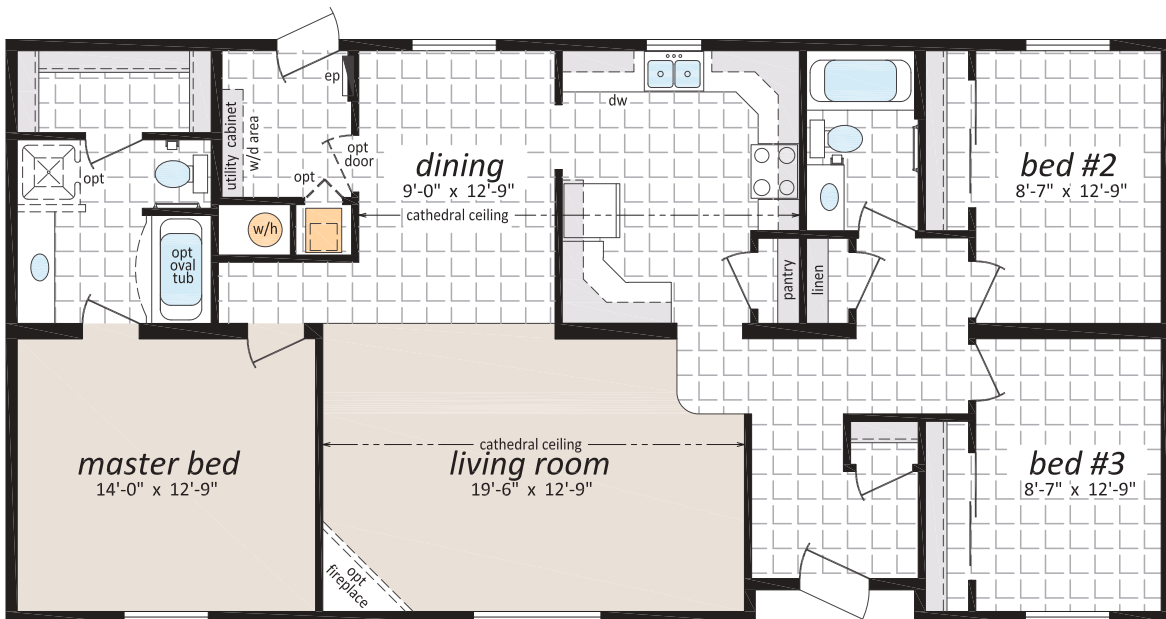 ep
dw
utility cabinet
w/d area
opt
door
opt
opt
dining
9'-0" x 12'-9"
cathedral ceiling
bed #2
8'-7" x 12'-9"
w/h
opt
oval
tub
pantry
linen
cathedral ceiling
master bed
14'-0" x 12'-9"
living room
19'-6" x 12'-9"
bed #3
8'-7" x 12'-9"
opt
fireplace